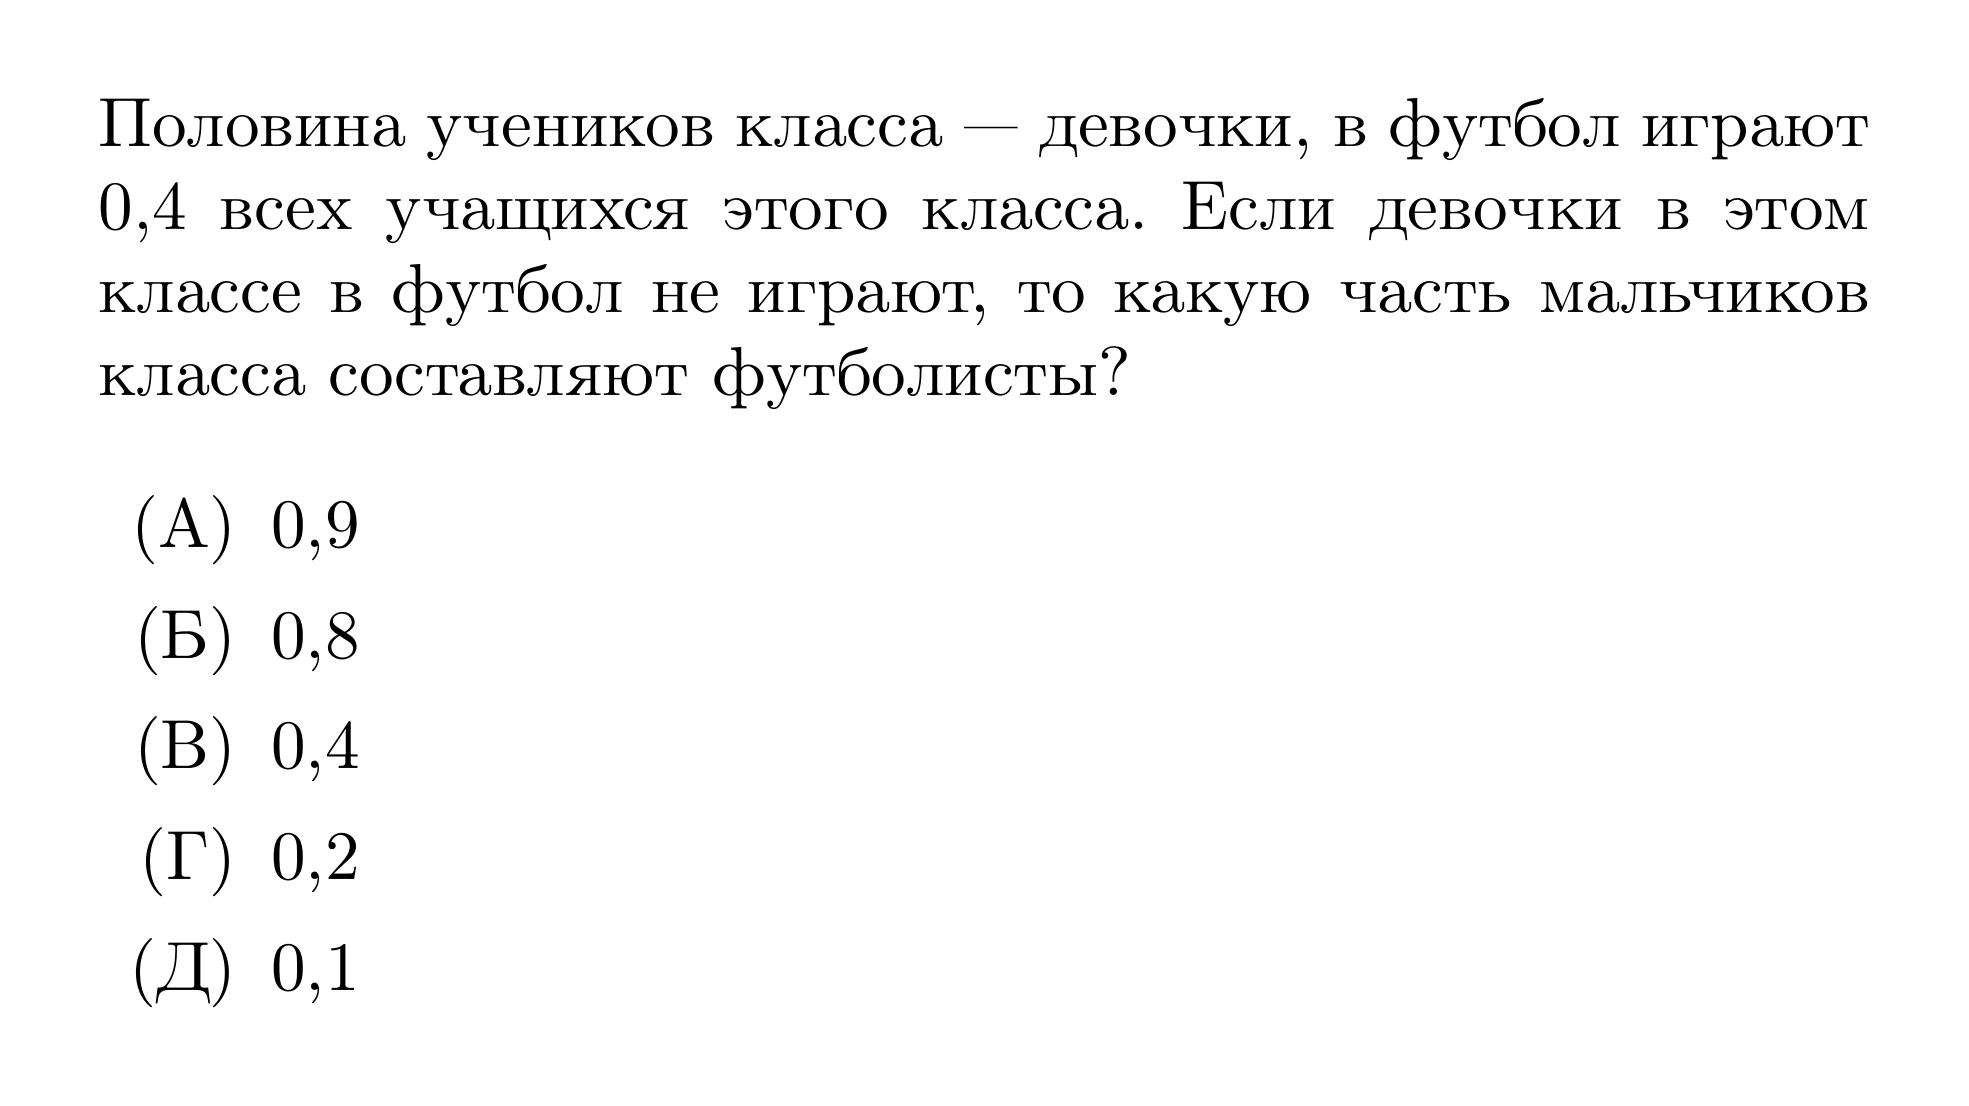 Половина учеников класса — девочки, в футбол играют
0,4 всех учащихся этого класса. Если девочки в этом
классе в футбол не играют, то какую часть мальчиков
класса составляют футболисты?
(А) 0,9
(Б) 0,8
(В) 0,4
(Г) 0,2
(Д) 0,1